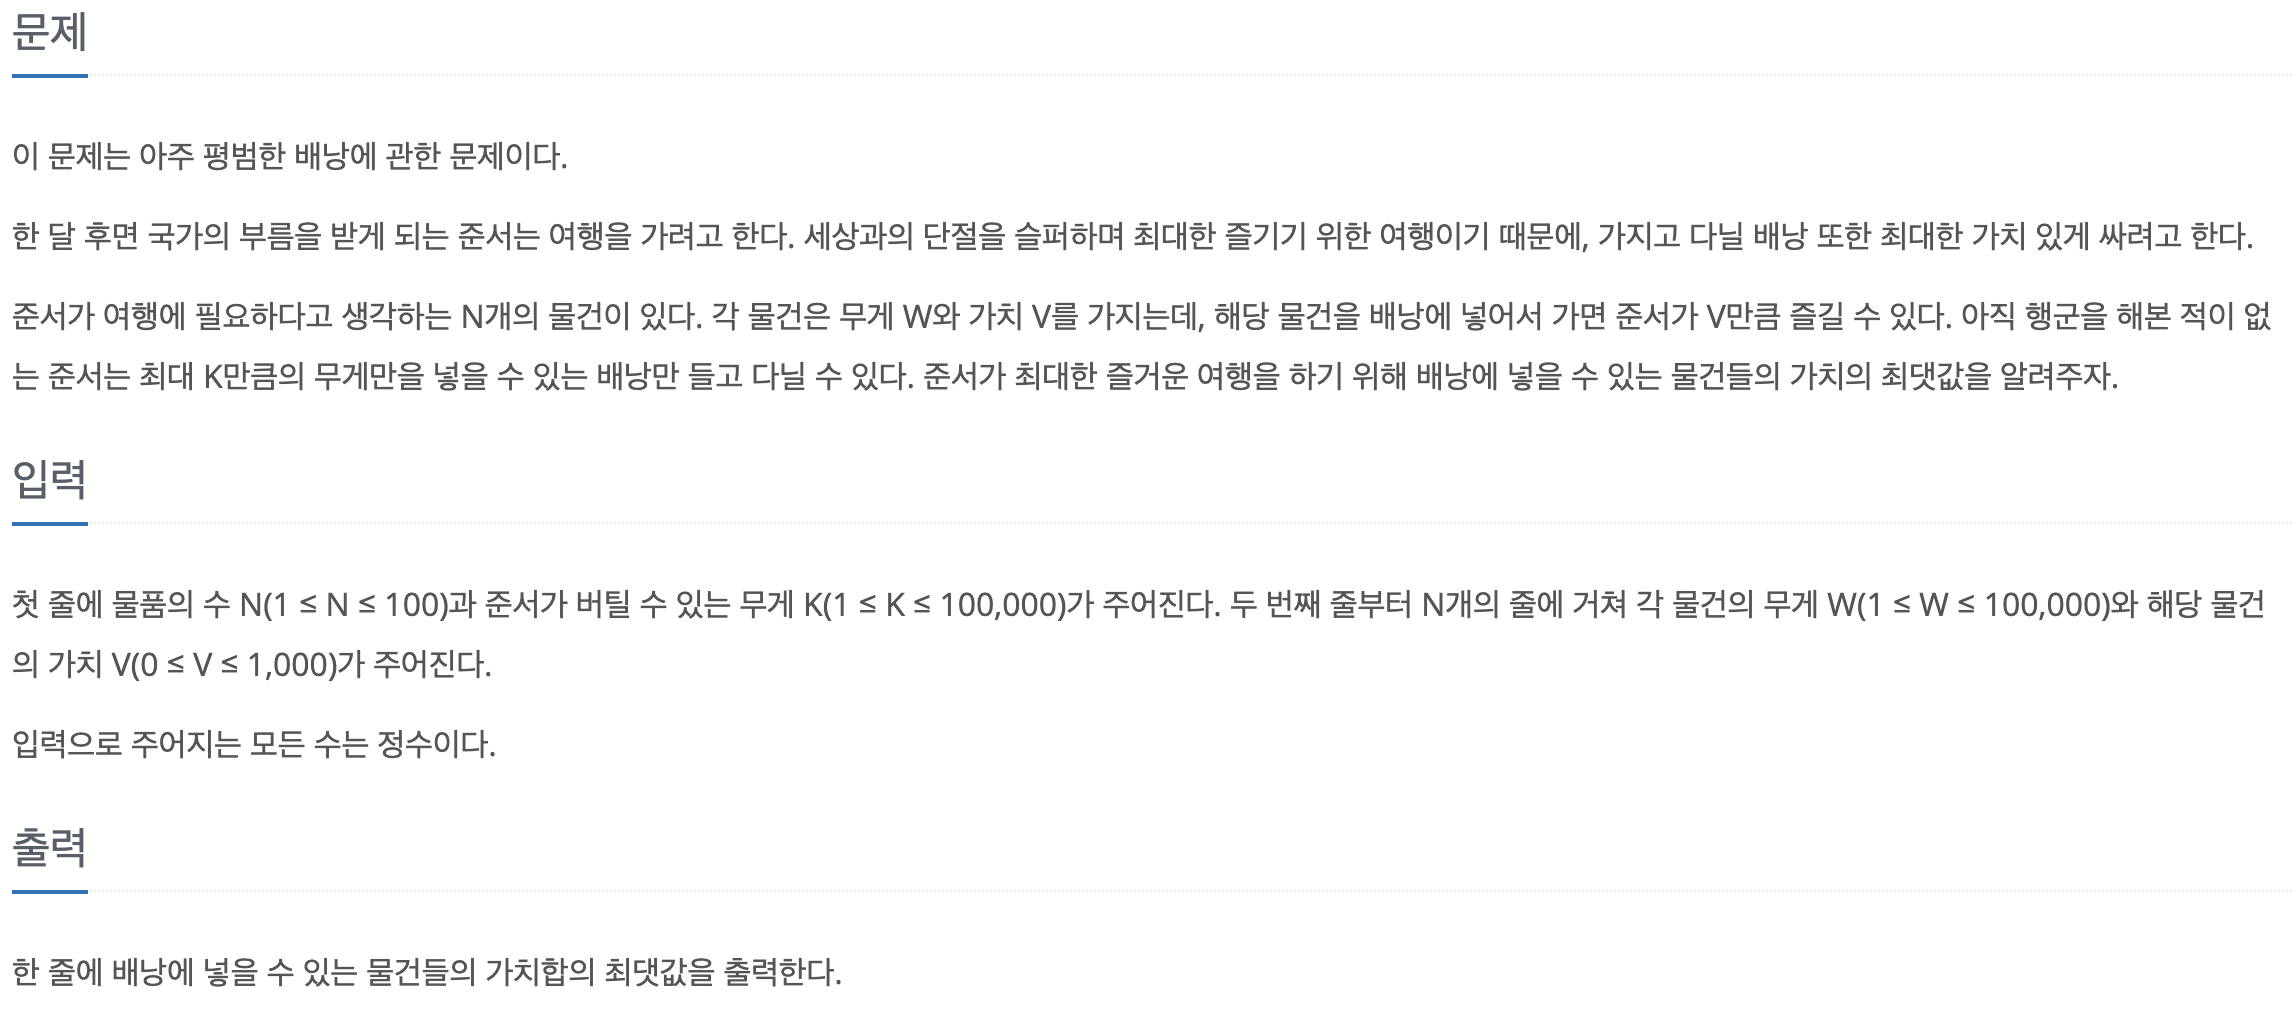 문제
이 문제는 아주 평범한 배낭에 관한 문제이다.
한 달 후면 국가의 부름을 받게 되는 준서는 여행을 가려고 한다. 세상과의 단절을 슬퍼하며 최대한 즐기기 위한 여행이기 때문에, 가지고 다닐 배낭 또한 최대한 가치 있게 싸려고 한다.
준서가 여행에 필요하다고 생각하는 N개의 물건이 있다. 각 물건은 무게 W와 가치 V를 가지는데, 해당 물건을 배낭에 넣어서 가면 준서가 V만큼 즐길 수 있다. 아직 행군을 해본 적이 없
는 준서는 최대 K만큼의 무게만을 넣을 수 있는 배낭만 들고 다닐 수 있다. 준서가 최대한 즐거운 여행을 하기 위해 배낭에 넣을 수 있는 물건들의 가치의 최댓값을 알려주자.
입력
첫 줄에 물품의 수 N(1 ≤ N ≤ 100)과 준서가 버틸 수 있는 무게 K(1 ≤ K ≤ 100,000)가 주어진다. 두 번째 줄부터 N개의 줄에 거쳐 각 물건의 무게 W(1 ≤ W ≤ 100,000)와 해당 물건
의 가치 V(0 ≤ V ≤ 1,000)가 주어진다.
입력으로 주어지는 모든 수는 정수이다.
출력
한 줄에 배낭에 넣을 수 있는 물건들의 가치합의 최댓값을 출력한다.